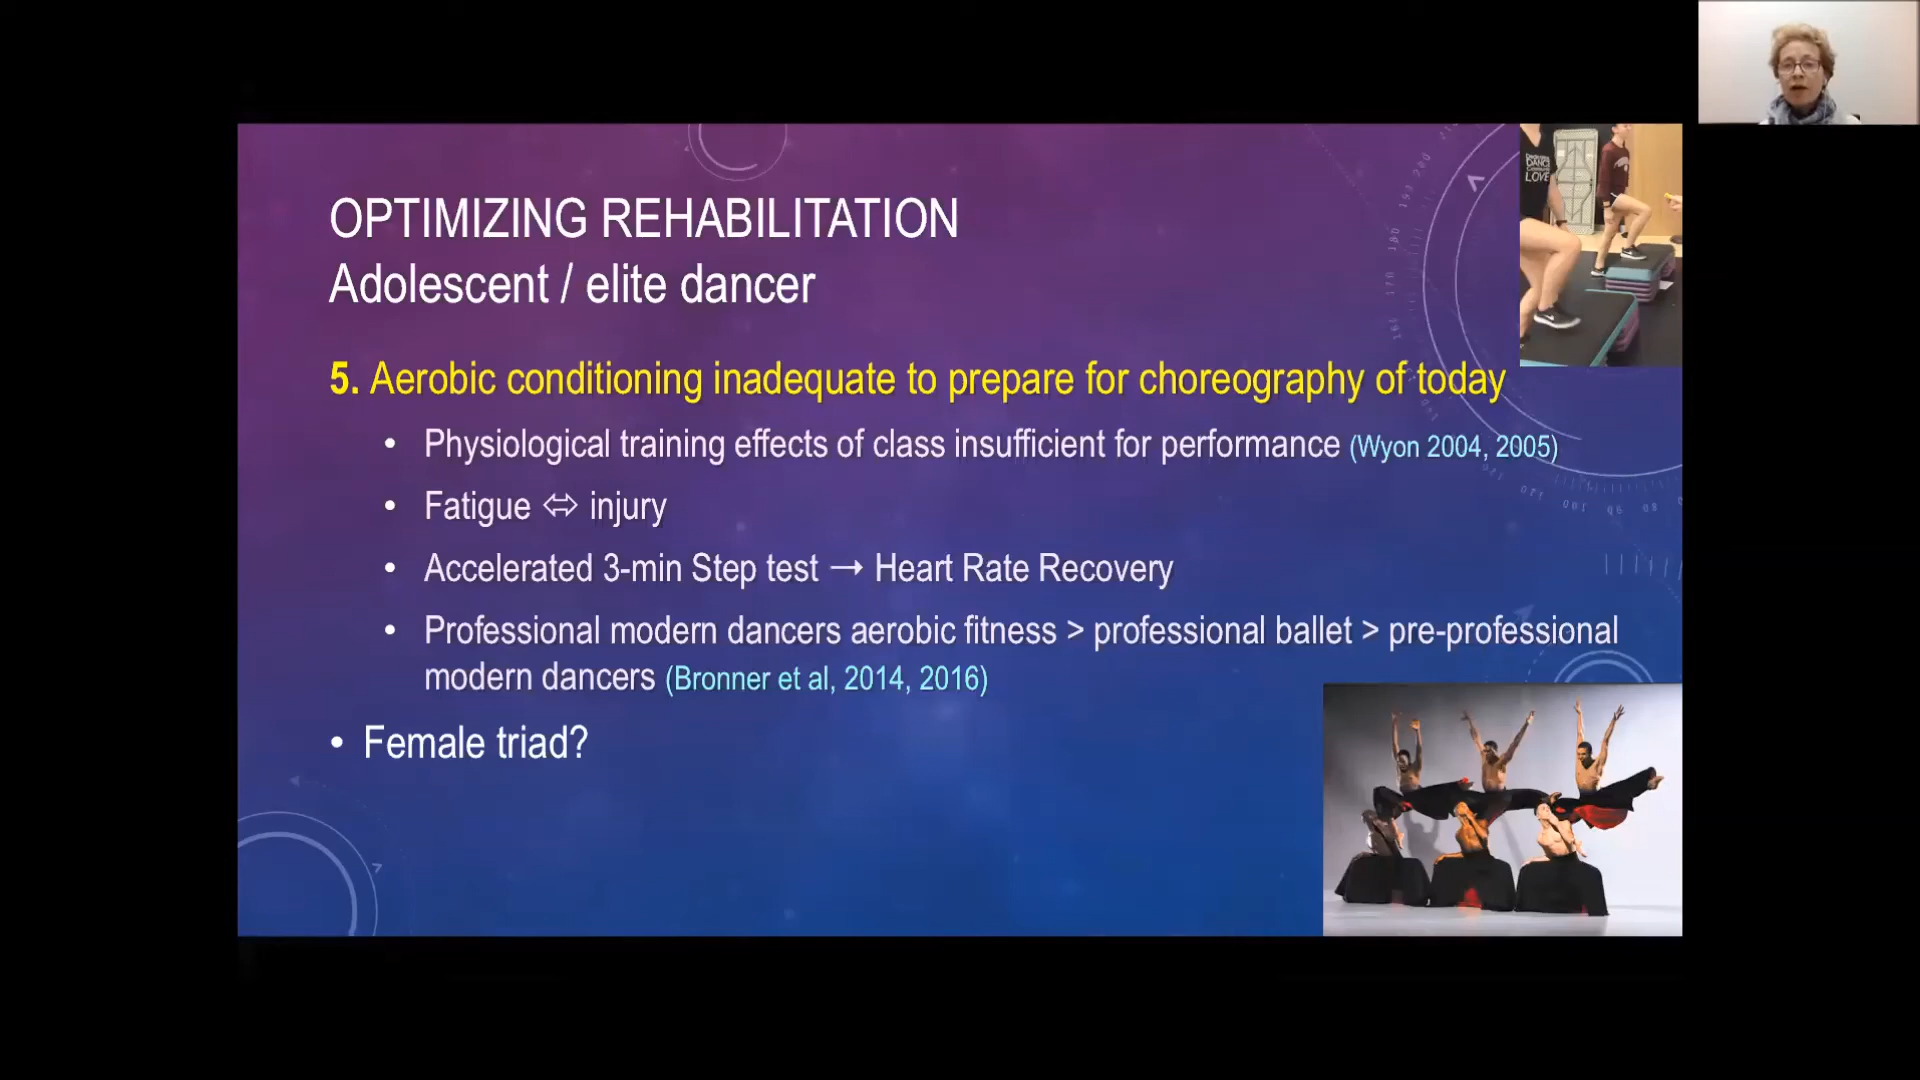 OPTIMIZING REHABILITATION
Adolescent / elite dancer
DANCE
LOVE
5. Aerobic conditioning inadequate to prepare for choreography of today
• Physiological training effects of class insufficient for performance (Wyon 2004, 2005)
• Fatigue ⬄ injury
• Accelerated 3-min Step test → Heart Rate Recovery
• Professional modern dancers aerobic fitness > professional ballet > pre-professional
modern dancers (Bronner et al, 2014, 2016)
• Female triad?